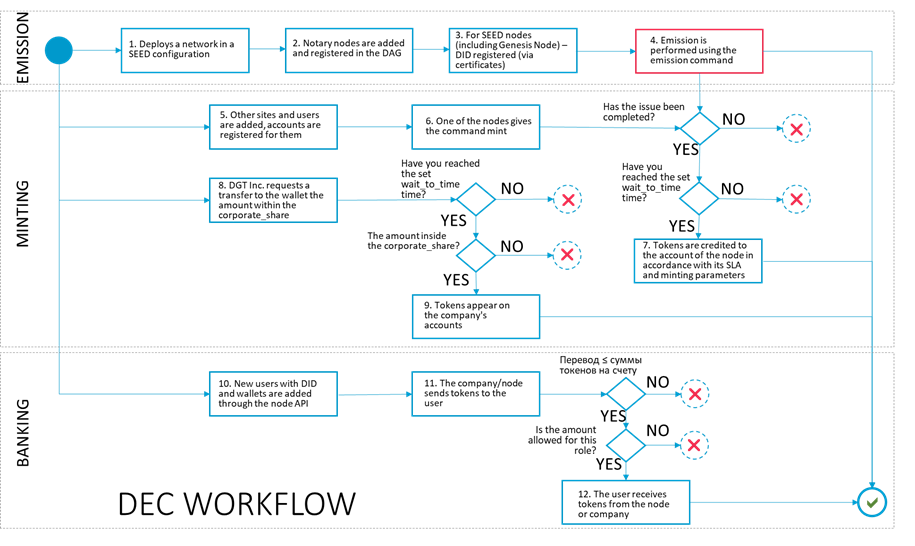 EMISSION
1. Deploys a network in a
SEED configuration
2. Notary nodes are added
and registered in the DAG
3. For SEED nodes
(including Genesis Node) –
DID registered (via
certificates)
4. Emission is
performed using the
emission command
MINTING
5. Other sites and users
are added, accounts are
registered for them
6. One of the nodes gives
the command mint
Has the issue been
completed?
NO
YES
8. DGT Inc. requests a
transfer to the wallet the
amount within the
corporate_share
Have you reached
the set
wait_to_time
time?
NO
YES
Have you
reached the set
wait_to_time
time?
NO
YES
The amount inside
the corporate_share?
NO
YES
7. Tokens are credited to
the account of the node in
accordance with its SLA
and minting parameters
9. Tokens appear on
the company's
accounts
BANKING
10. New users with DID
and wallets are added
through the node API
11. The company/node
sends tokens to the
user
Перевод ≤ суммы
токенов на счету
NO
YES
Is the amount
allowed for this
role?
NO
YES
12. The user receives
tokens from the node
or company
DEC WORKFLOW